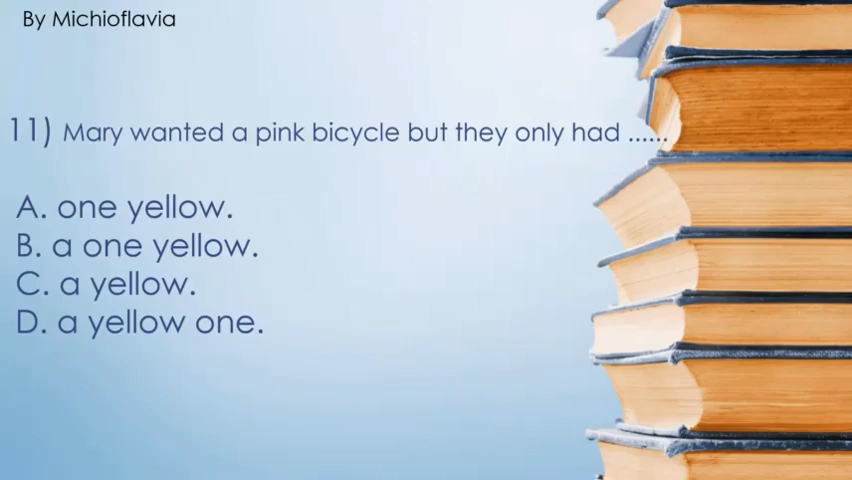 By Michioflavia
11) Mary wanted a pink bicycle but they only had ......
A. one yellow.
B. a one yellow.
C. a yellow.
D. a yellow one.